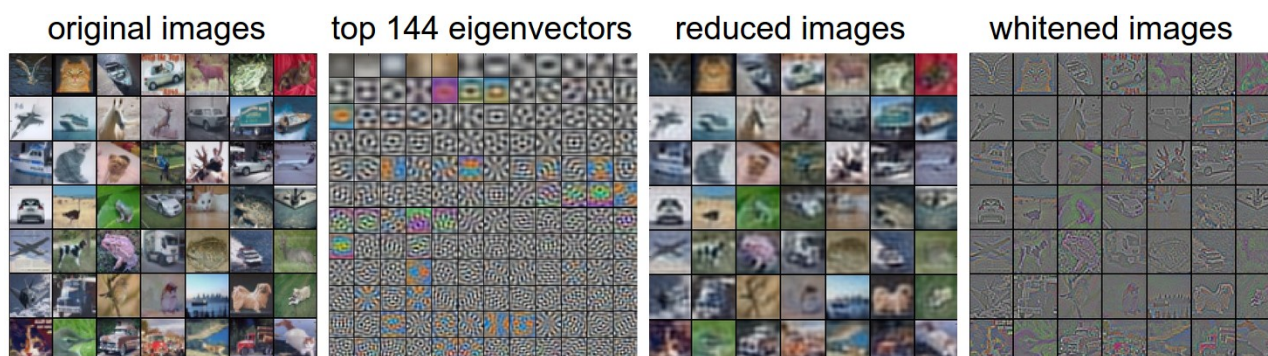 original images
top 144 eigenvectors
reduced images
whitened images